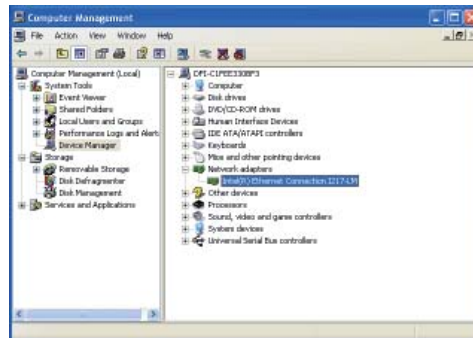 Computer Management
File Action View Window Help
Computer Management (Local)
System Tools
Event Viewer
Shared Folders
Local Users and Groups
Performance Logs and Alert
Device Manager
Storage
Removable Storage
Disk Defragmenter
Disk Management
Services and Applications
Computer
Disk drives
DVD/CD-ROM drives
Human Interface Devices
IDE ATA/ATAPI controllers
Keyboards
Mice and other pointing devices
Network adapters
Intel(R) Ethernet Connection I217-LM
Other devices
Processors
Sound, video and game controllers
System devices
Universal Serial Bus controllers